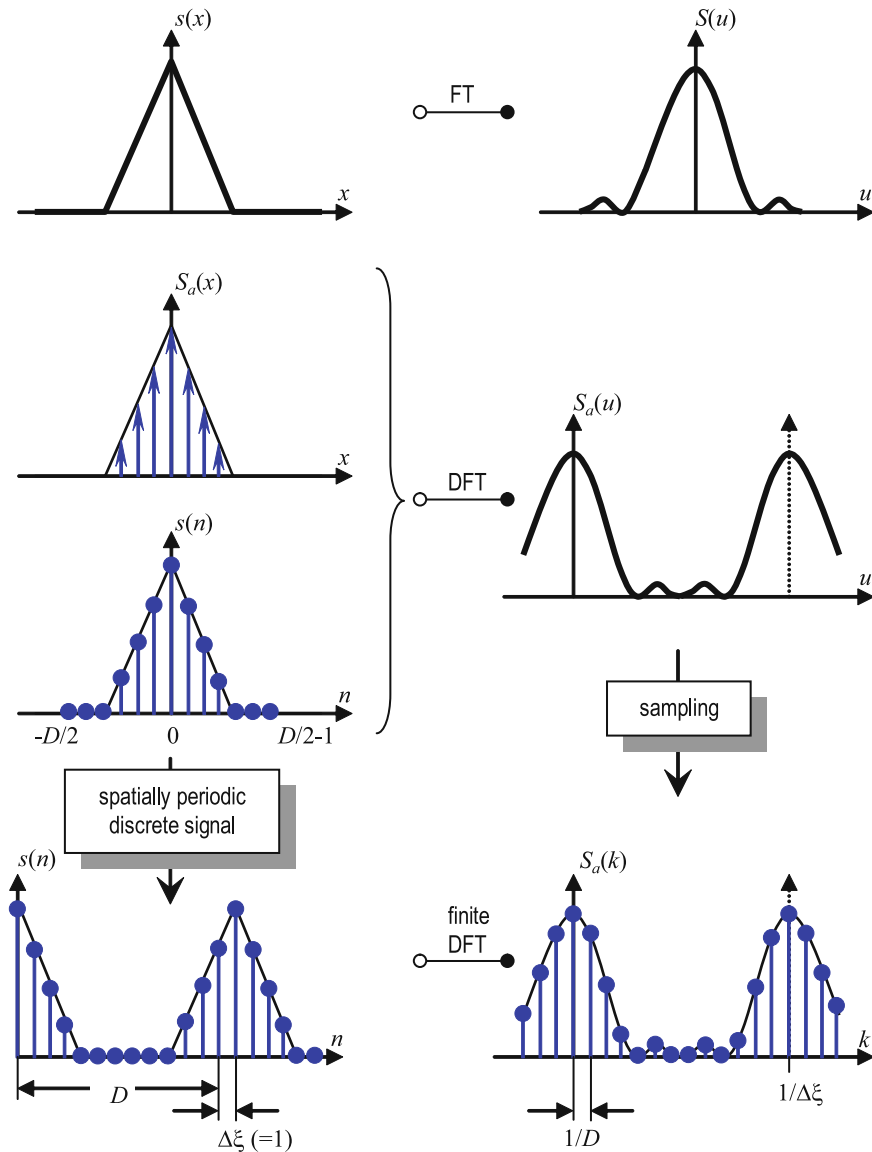 s(x)
S(u)
FT
x
u
Sₐ(x)
x
Sₐ(u)
DFT
u
s(n)
n
-D/2
0
D/2-1
sampling
spatially periodic
discrete signal
s(n)
Sₐ(k)
finite
DFT
n
k
D
Δξ (=1)
1/D
1/Δξ